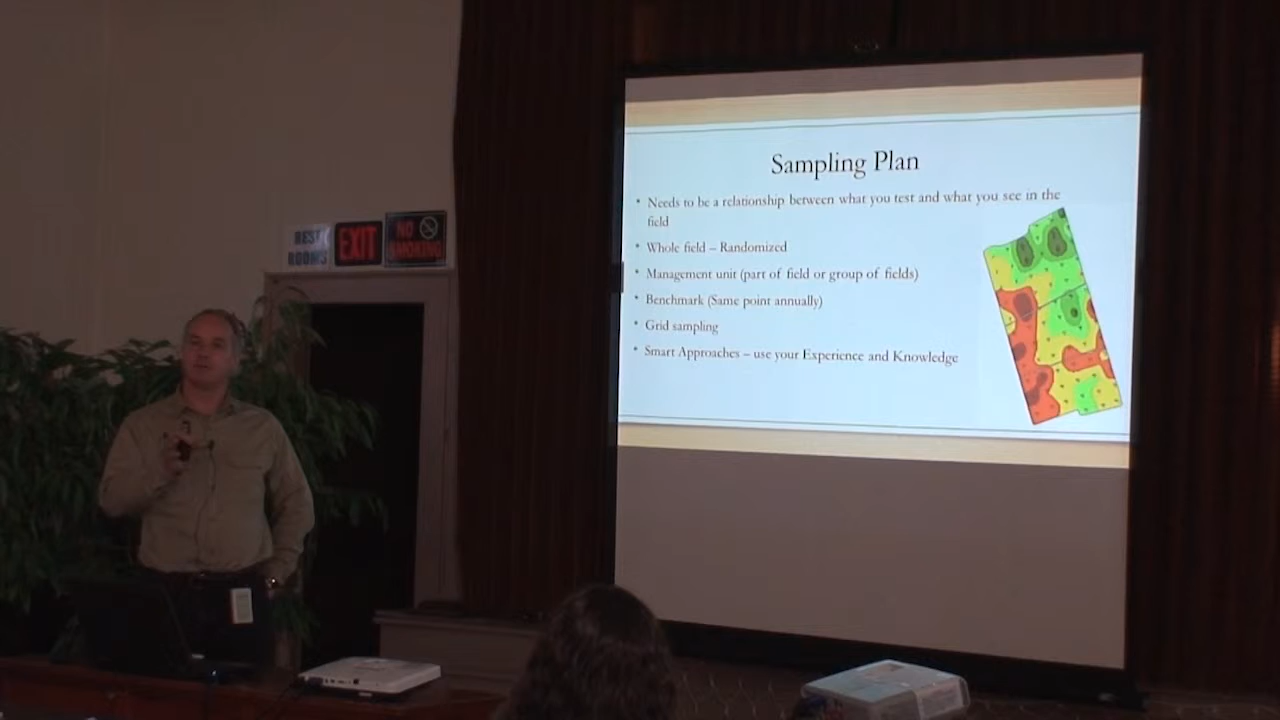 Sampling Plan
• Needs to be a relationship between what you test and what you see in the
field
• Whole field – Randomized
• Management unit (part of field or group of fields)
• Benchmark (Same point annually)
• Grid sampling
• Smart Approaches – use your Experience and Knowledge
REST
ROOMS
EXIT
NO
SMOKING